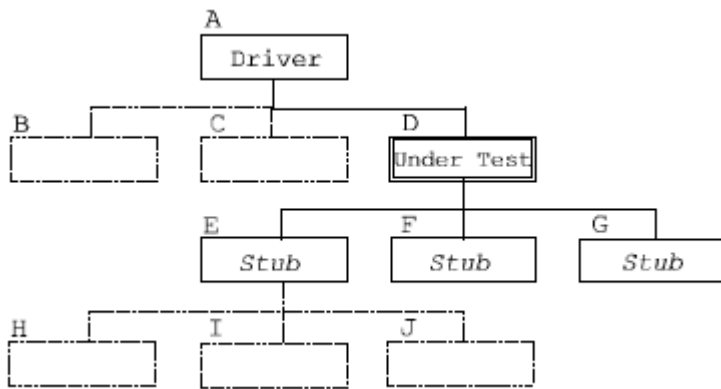 A
Driver
B C D
Under Test
E F G
Stub Stub Stub
H I J